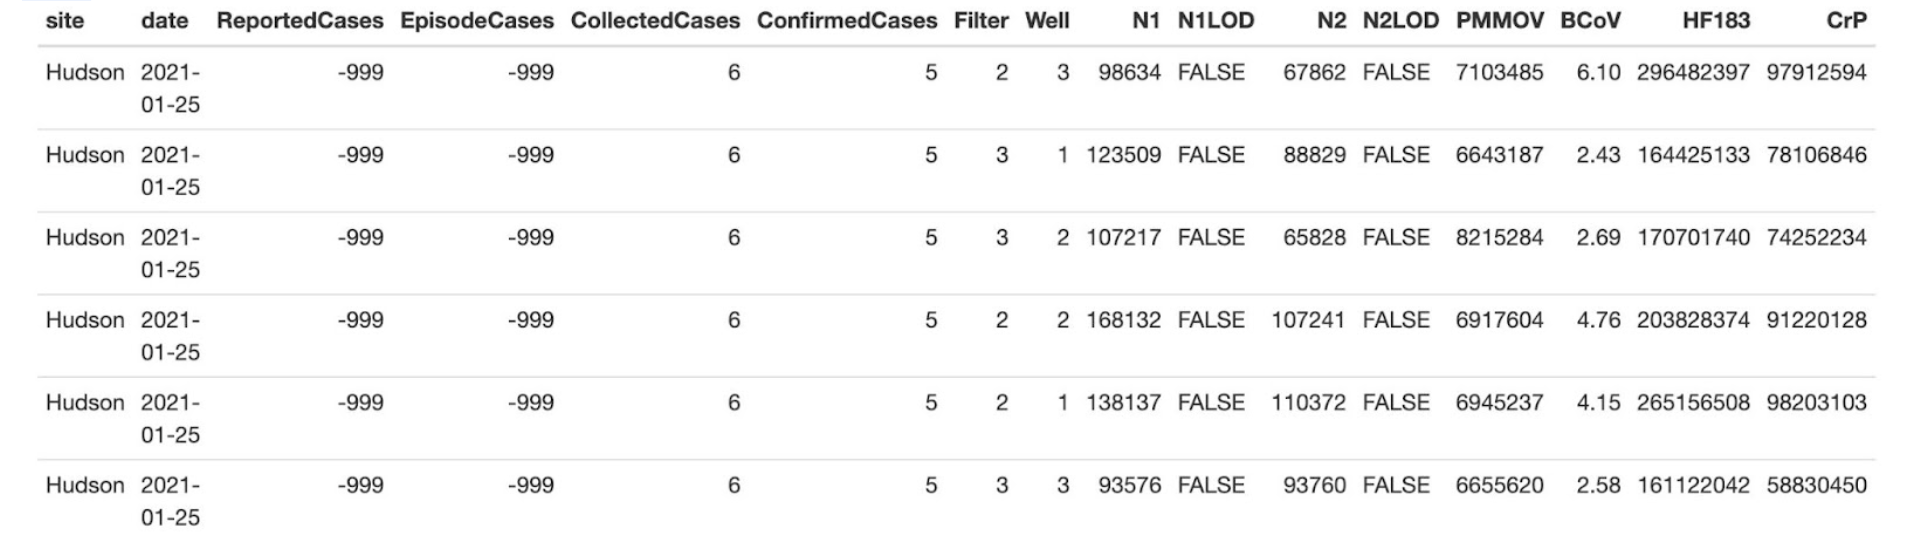 site date ReportedCases EpisodeCases CollectedCases ConfirmedCases Filter Well N1 N1LOD N2 N2LOD PMMOV BCoV HF183 CrP
Hudson 2021- -999 -999 6 5 2 3 98634 FALSE 67862 FALSE 7103485 6.10 296482397 97912594
01-25
Hudson 2021- -999 -999 6 5 3 1 123509 FALSE 88829 FALSE 6643187 2.43 164425133 78106846
01-25
Hudson 2021- -999 -999 6 5 3 2 107217 FALSE 65828 FALSE 8215284 2.69 170701740 74252234
01-25
Hudson 2021- -999 -999 6 5 2 2 168132 FALSE 107241 FALSE 6917604 4.76 203828374 91220128
01-25
Hudson 2021- -999 -999 6 5 2 1 138137 FALSE 110372 FALSE 6945237 4.15 265156508 98203103
01-25
Hudson 2021- -999 -999 6 5 3 3 93576 FALSE 93760 FALSE 6655620 2.58 161122042 58830450
01-25